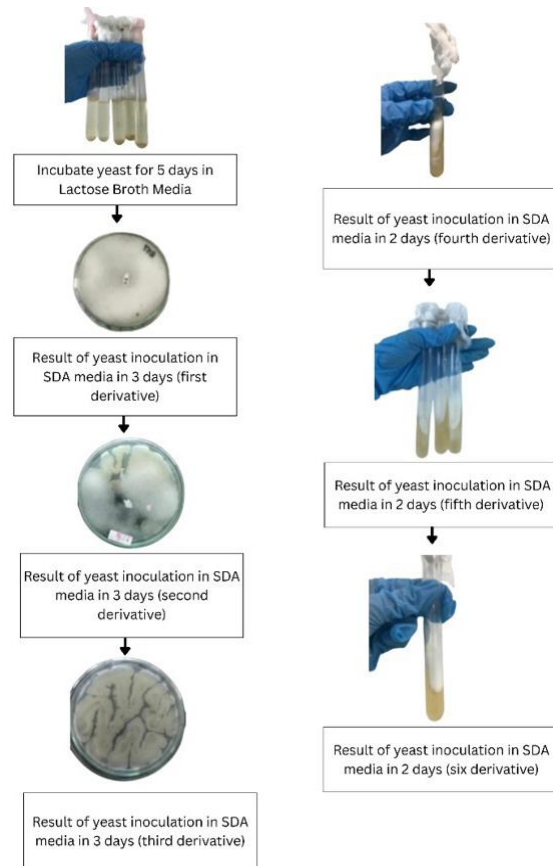 Incubate yeast for 5 days in
Lactose Broth Media
Result of yeast inoculation in
SDA media in 3 days (first
derivative)
Result of yeast inoculation in SDA
media in 3 days (second
derivative)
Result of yeast inoculation in SDA
media in 3 days (third derivative)
Result of yeast inoculation in SDA
media in 2 days (fourth derivative)
Result of yeast inoculation in SDA
media in 2 days (fifth derivative)
Result of yeast inoculation in SDA
media in 2 days (six derivative)